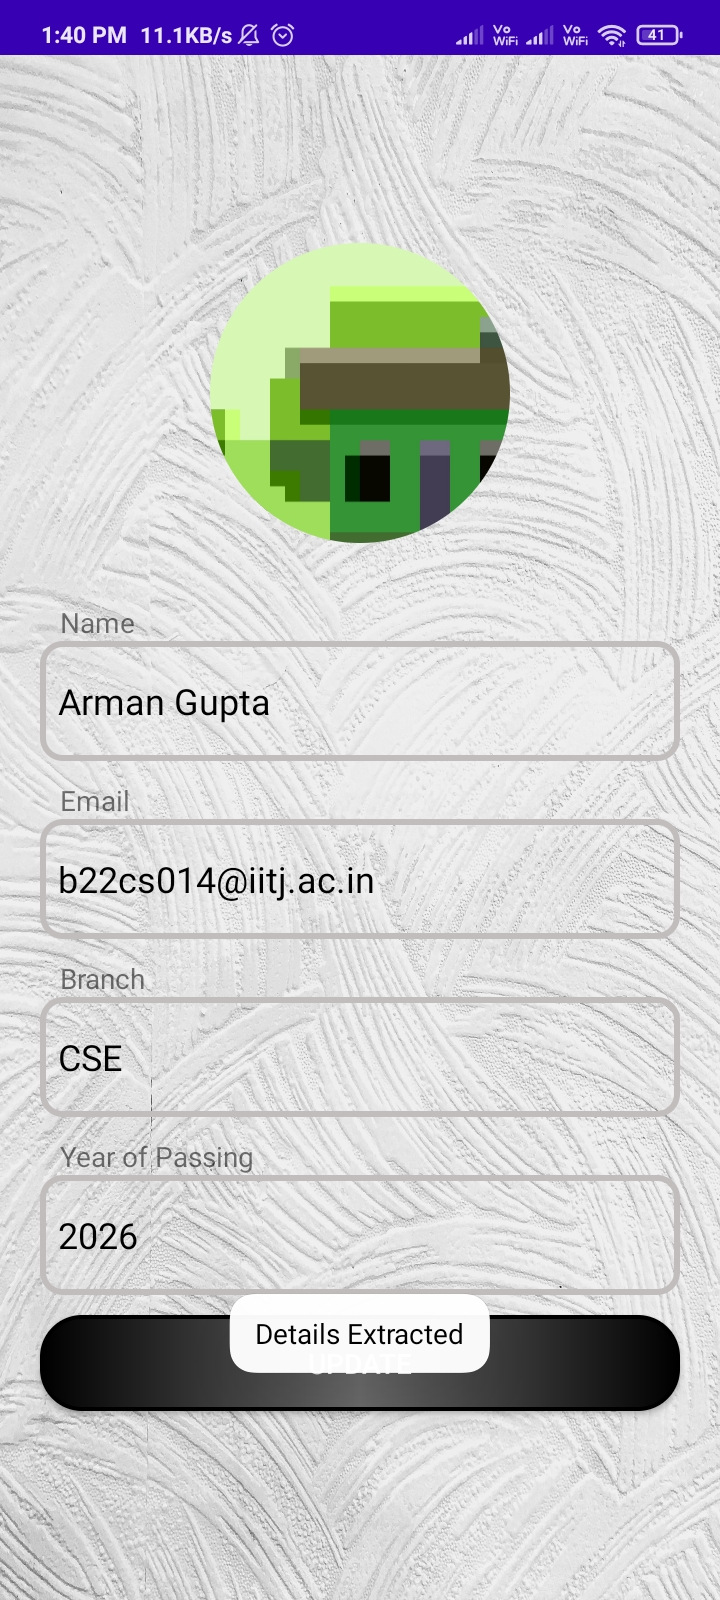 1:40 PM 11.1KB/s Vo WiFi Vo WiFi 41
Name
Arman Gupta
Email
b22cs014@iitj.ac.in
Branch
CSE
Year of Passing
2026
Details Extracted
UPDATE